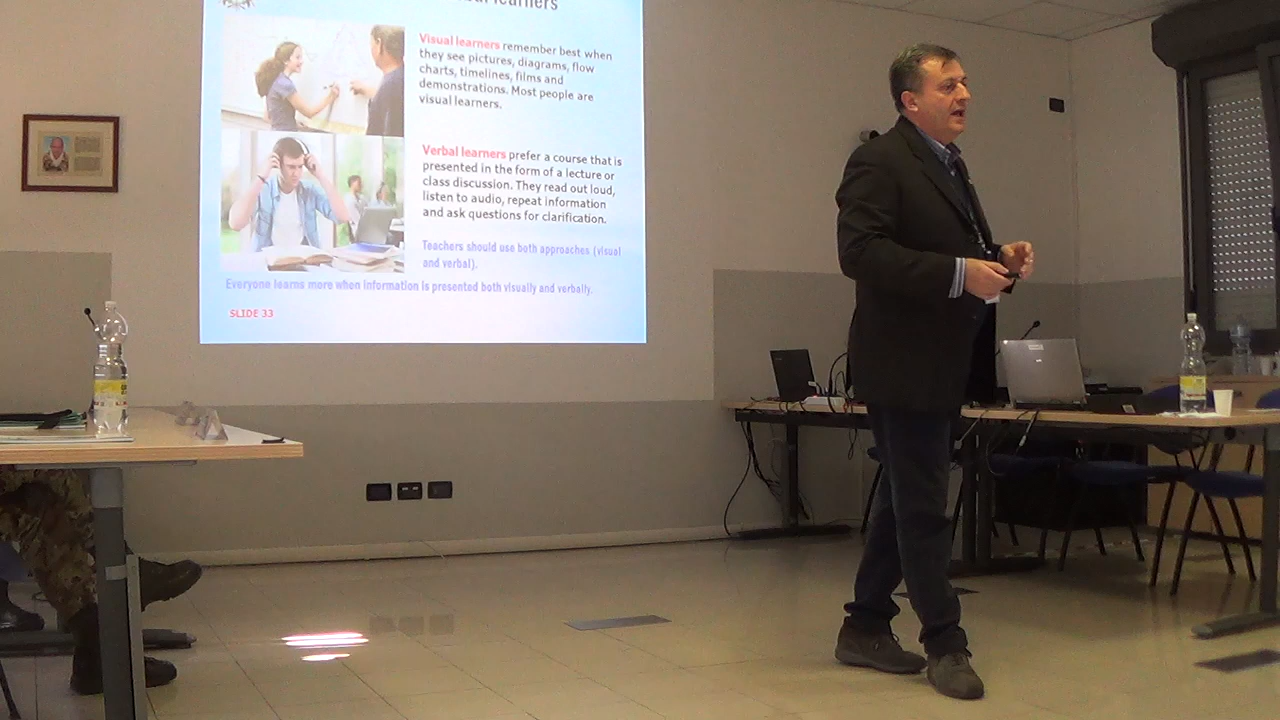 learners
Visual learners remember best when
they see pictures, diagrams, flow
charts, timelines, films and
demonstrations. Most people are
visual learners.
Verbal learners prefer a course that is
presented in the form of a lecture or
class discussion. They read out loud,
listen to audio, repeat information
and ask questions for clarification.
Teachers should use both approaches (visual
and verbal).
Everyone learns more when information is presented both visually and verbally.
SLIDE 33